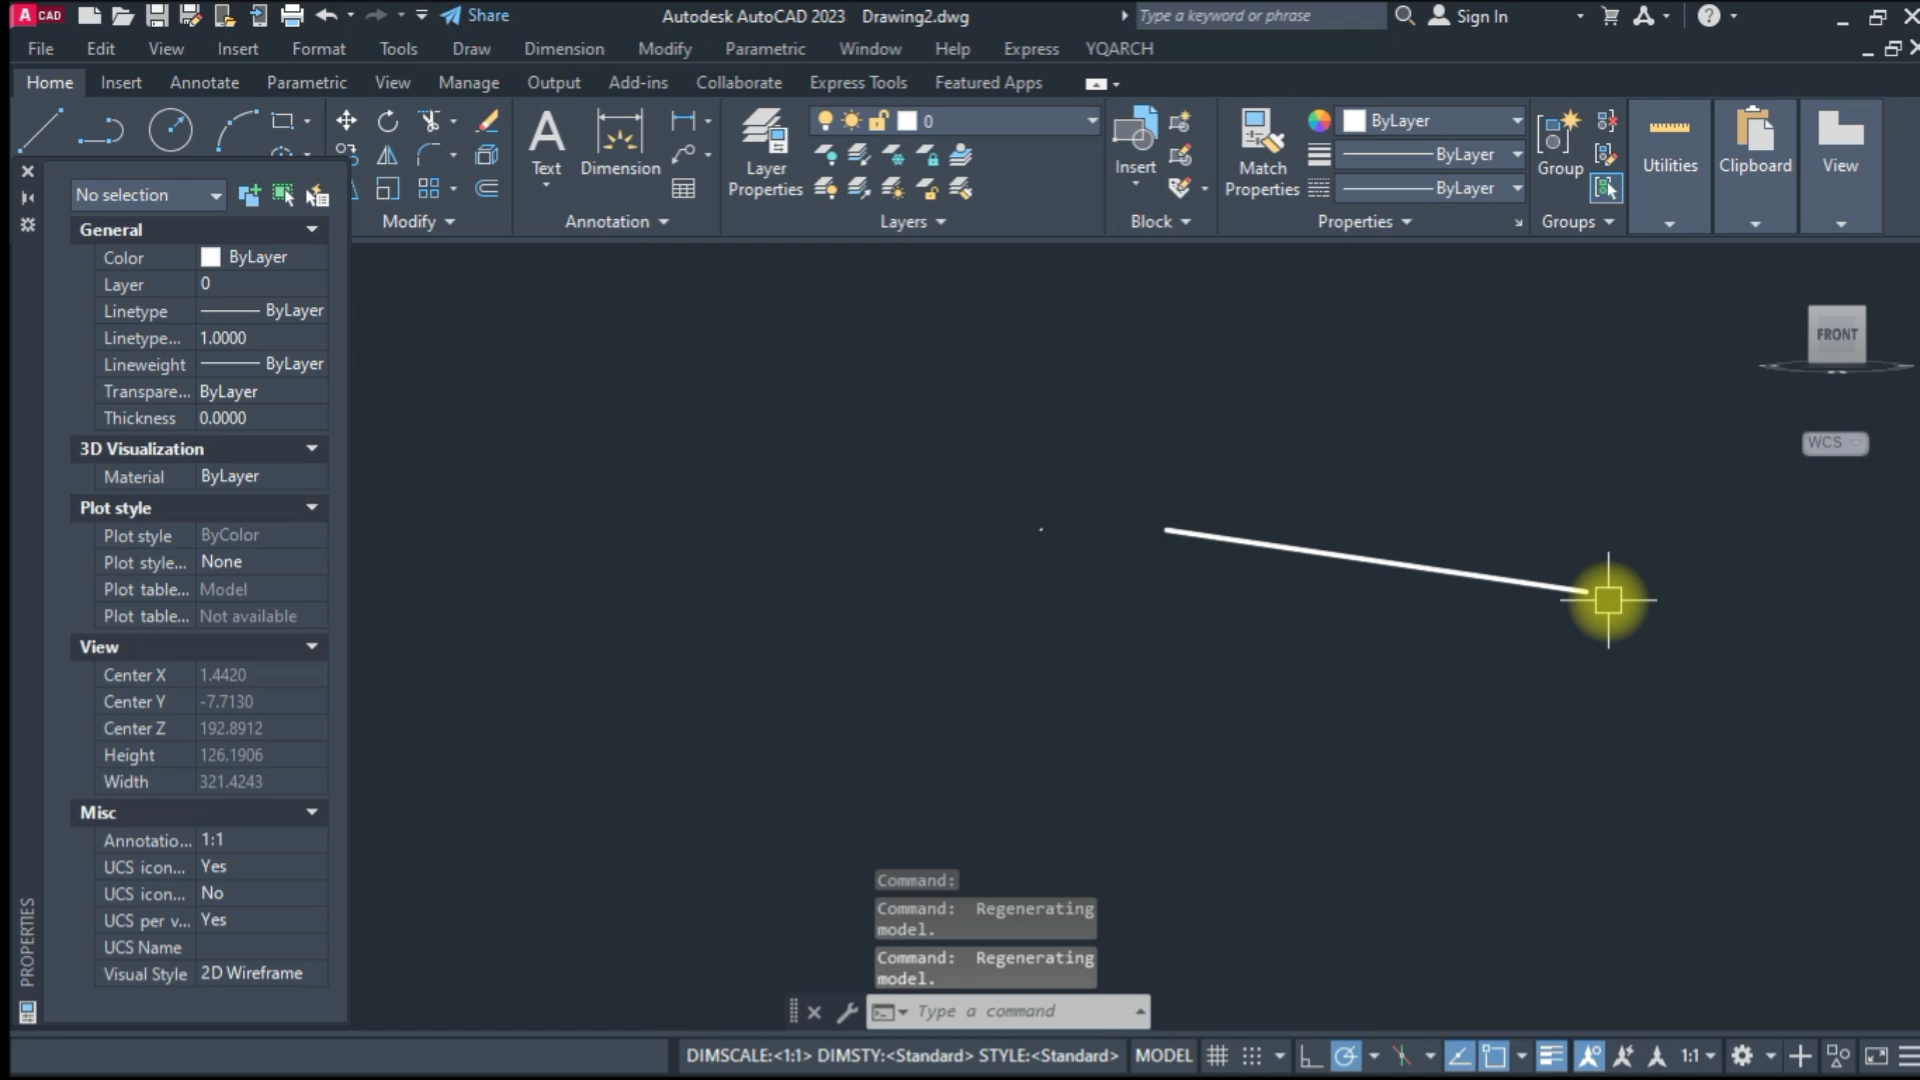 A CAD Share Autodesk AutoCAD 2023 Drawing2.dwg Type a keyword or phrase Sign In
File Edit View Insert Format Tools Draw Dimension Modify Parametric Window Help Express YQARCH
Home Insert Annotate Parametric View Manage Output Add-ins Collaborate Express Tools Featured Apps
0 ByLayer
ByLayer
ByLayer
Text Dimension Layer Properties Insert Match Properties Group Utilities Clipboard View
Modify Annotation Layers Block Properties Groups
No selection
General
Color ByLayer
Layer 0
Linetype ByLayer
Linetype... 1.0000
Lineweight ByLayer
Transpare... ByLayer
Thickness 0.0000
3D Visualization
Material ByLayer
Plot style
Plot style ByColor
Plot style... None
Plot table... Model
Plot table... Not available
View
Center X 1.4420
Center Y -7.7130
Center Z 192.8912
Height 126.1906
Width 321.4243
Misc
Annotatio... 1:1
UCS icon... Yes
UCS icon... No
UCS per v... Yes
UCS Name
Visual Style 2D Wireframe
PROPERTIES
FRONT
WCS
Command:
Command: Regenerating
model.
Command: Regenerating
model.
Type a command
DIMSCALE:<1:1> DIMSTY:<Standard> STYLE:<Standard> MODEL 1:1